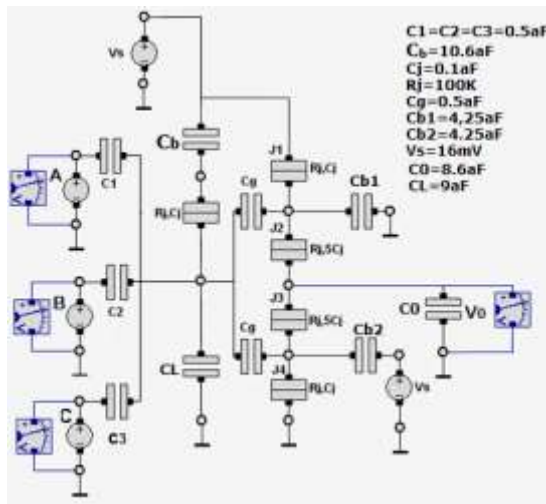 C1=C2=C3=0.5aF
Cb=10.6aF
Cj=0.1aF
Rj=100K
Cg=0.5aF
Cb1=4,25aF
Cb2=4.25aF
Vs=16mV
C0=8.6aF
CL=9aF
Vs
Cb
J1
Rj,Cj
A
C1
Rj,Cj
Cg
Cb1
J2
Rj,5Cj
B
C2
J3
Rj,5Cj
C0
V0
Cg
Cb2
CL
J4
Rj,Cj
Vs
C
C3